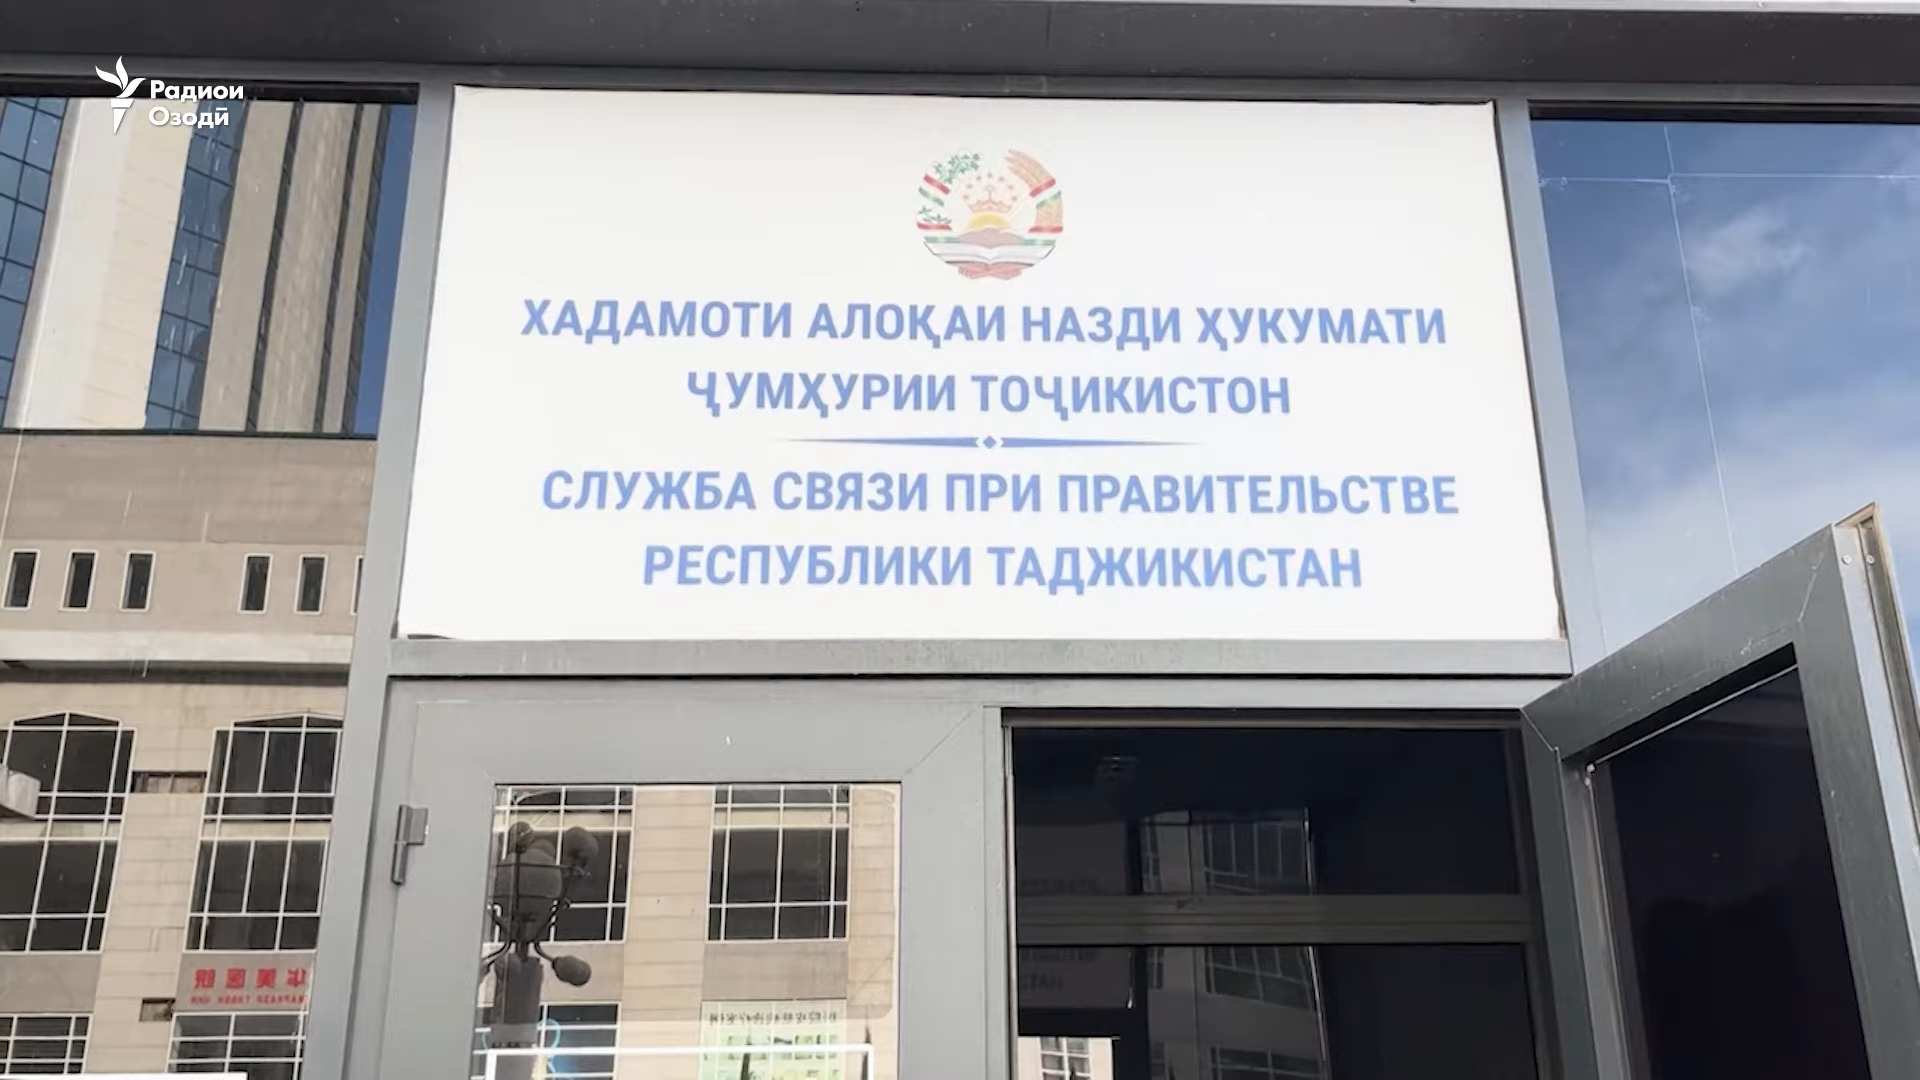 Радиои
Озодӣ
ХАДАМОТИ АЛОҚАИ НАЗДИ ҲУКУМАТИ
ҶУМҲУРИИ ТОҶИКИСТОН
СЛУЖБА СВЯЗИ ПРИ ПРАВИТЕЛЬСТВЕ
РЕСПУБЛИКИ ТАДЖИКИСТАН